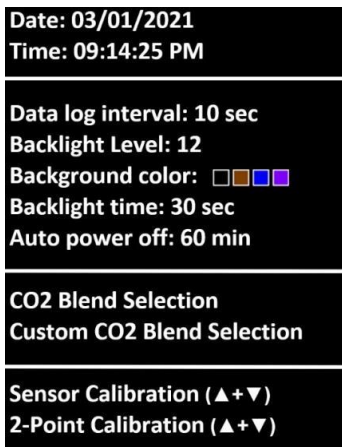 Date: 03/01/2021
Time: 09:14:25 PM
Data log interval: 10 sec
Backlight Level: 12
Background color:
Backlight time: 30 sec
Auto power off: 60 min
CO2 Blend Selection
Custom CO2 Blend Selection
Sensor Calibration (▲+▼)
2-Point Calibration (▲+▼)